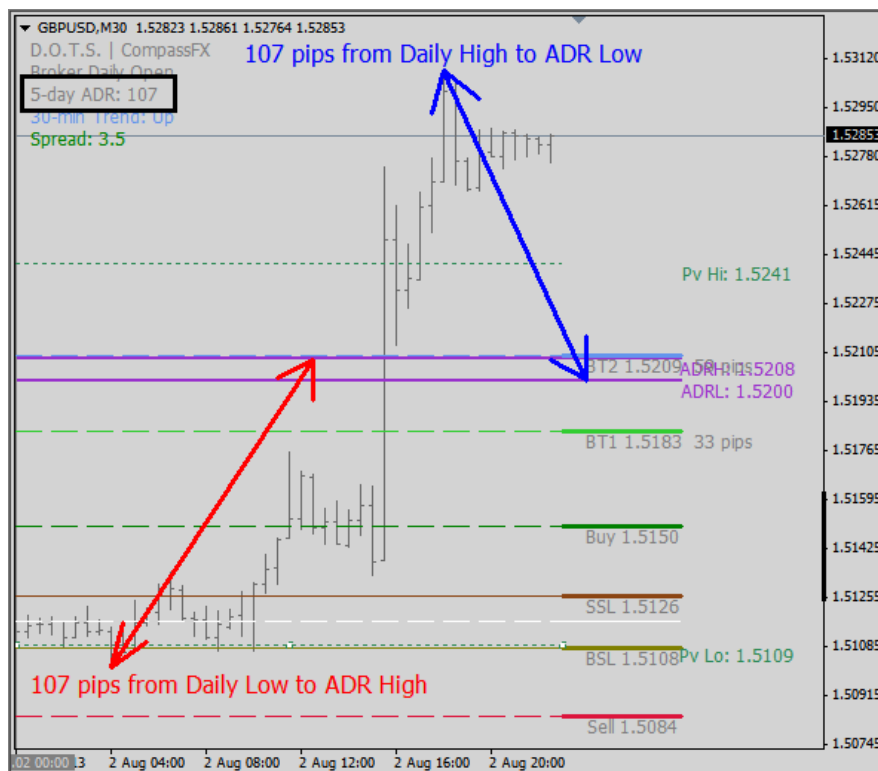 GBPUSD,M30 1.52823 1.52861 1.52764 1.52853
D.O.T.S. | CompassFX
107 pips from Daily High to ADR Low
Broker Daily Open
5-day ADR: 107
30-min Trend: Up
Spread: 3.5
1.53120
1.52950
1.52853
1.52780
1.52615
1.52445
Pv Hi: 1.5241
1.52275
1.52105
BT2 1.5209 pips
ADRH: 1.5208
ADRL: 1.5200
1.51935
BT1 1.5183 33 pips
1.51765
1.51595
Buy 1.5150
1.51425
SSL 1.5126
1.51255
1.51085
BSL 1.5108
Pv Lo: 1.5109
107 pips from Daily Low to ADR High
1.50915
Sell 1.5084
1.50745
.02 00:00 13 2 Aug 04:00 2 Aug 08:00 2 Aug 12:00 2 Aug 16:00 2 Aug 20:00